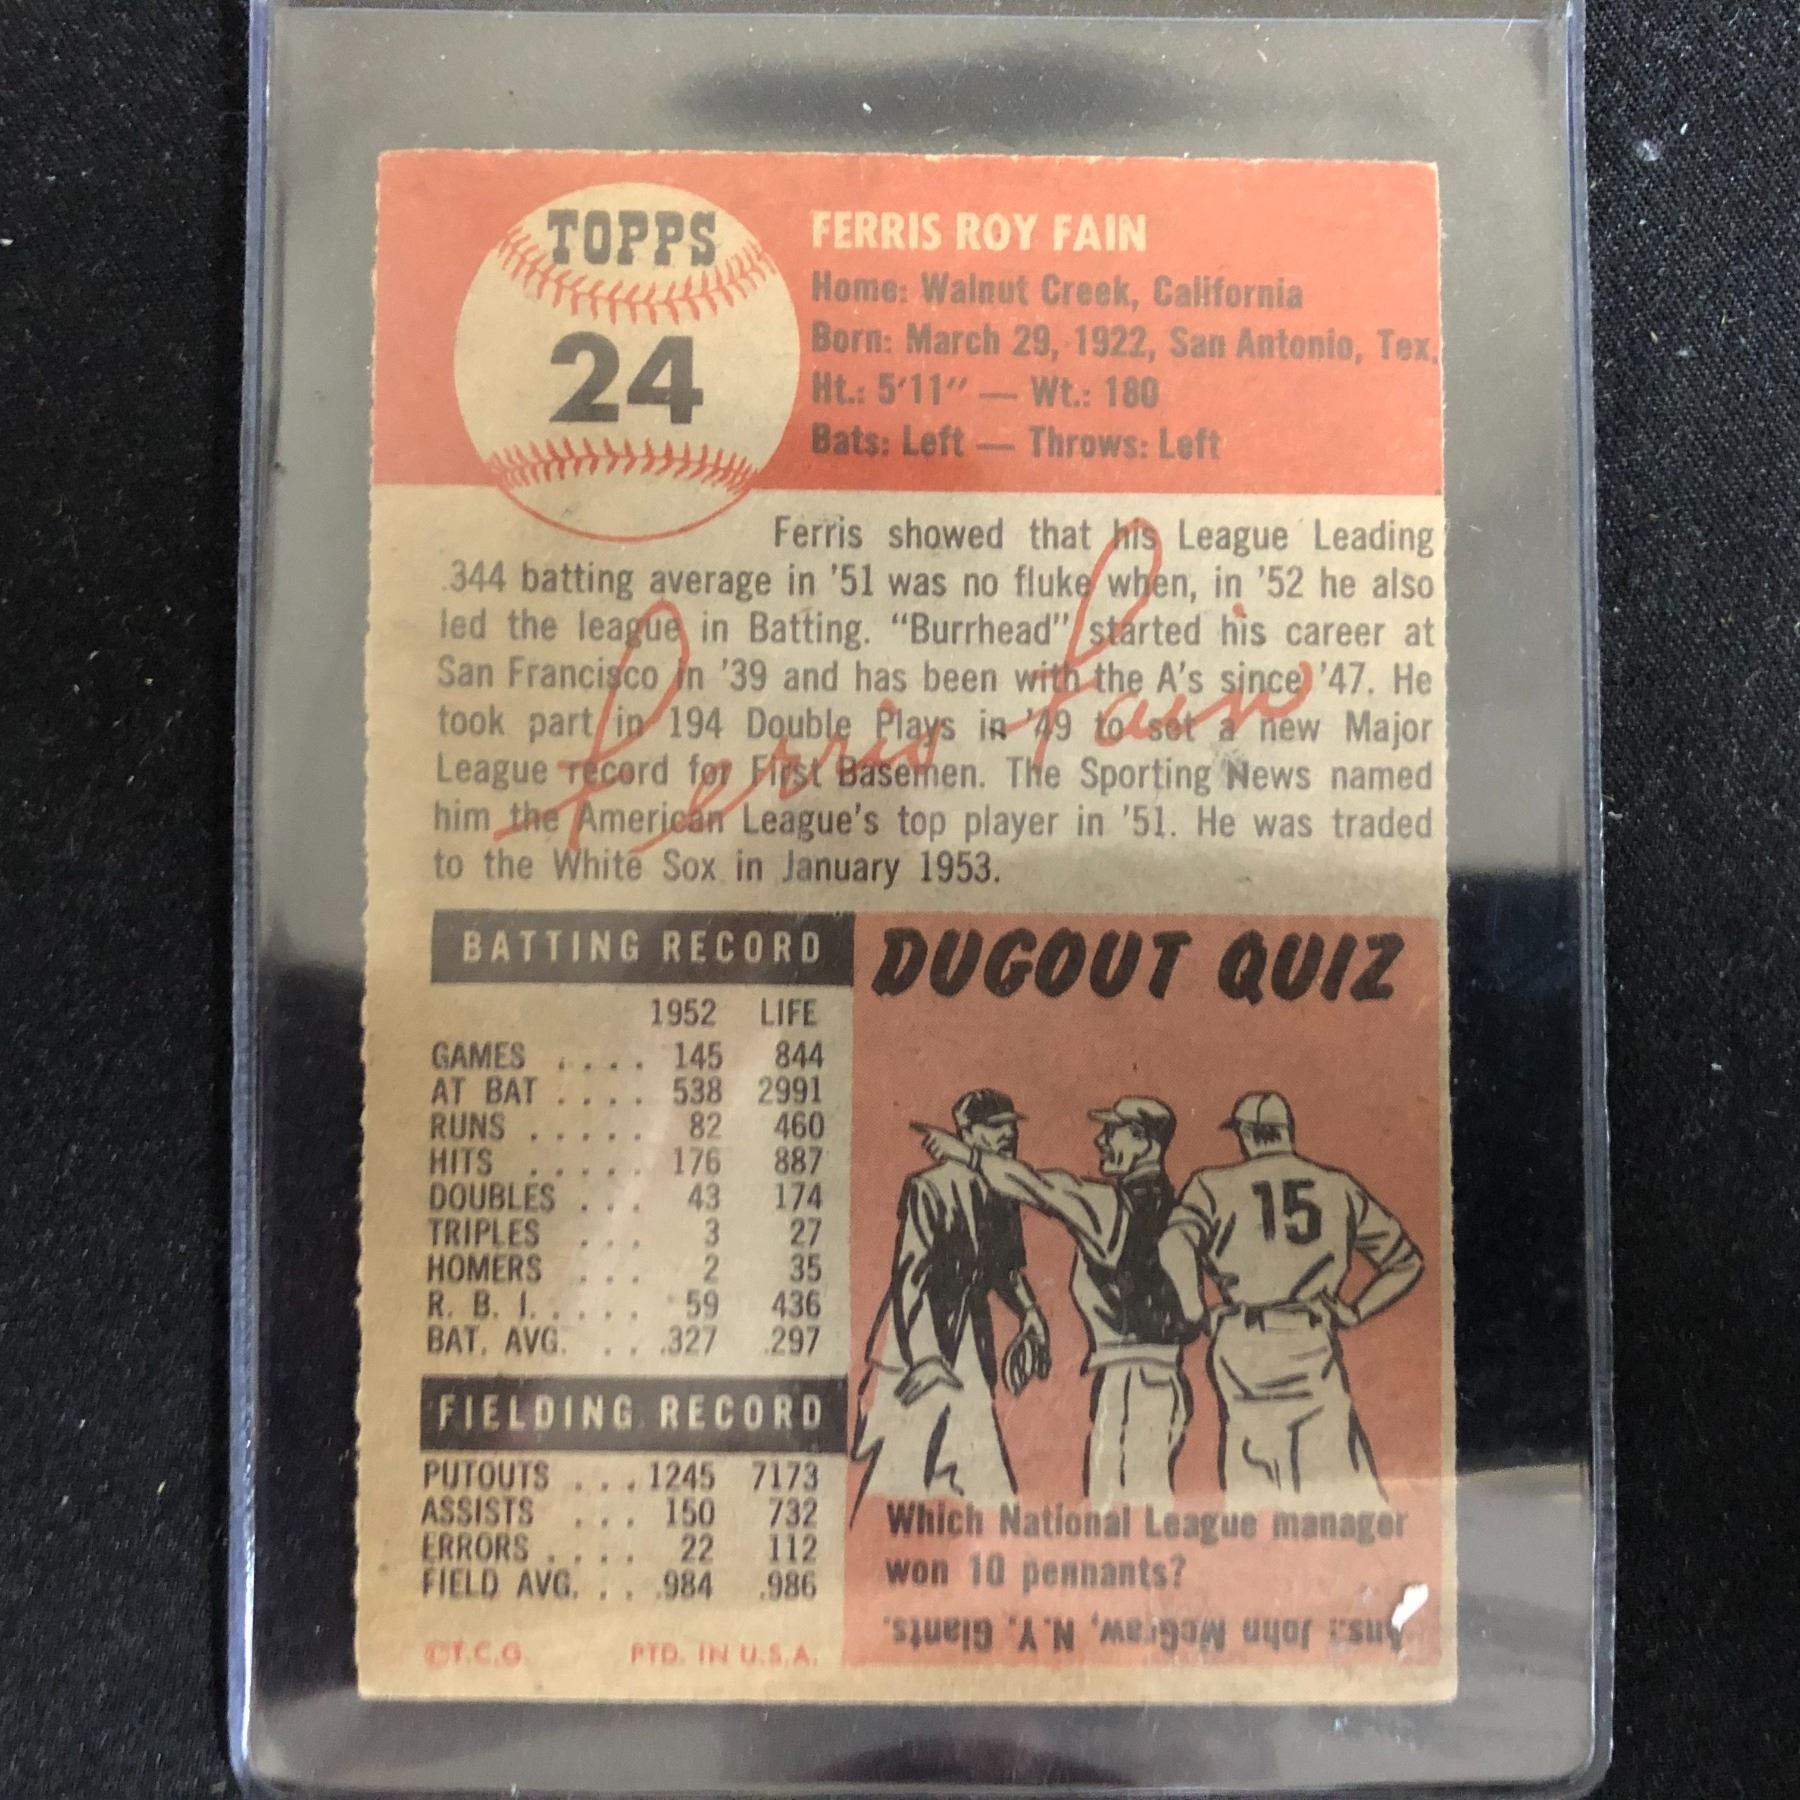 TOPPS
24
FERRIS ROY FAIN
Home: Walnut Creek, California
Born: March 29, 1922, San Antonio, Tex.
Ht.: 5'11" — Wt.: 180
Bats: Left — Throws: Left
Ferris showed that his League Leading
.344 batting average in '51 was no fluke when, in '52 he also
led the league in Batting. "Burrhead" started his career at
San Francisco in '39 and has been with the A's since '47. He
took part in 194 Double Plays in '49 to set a new Major
League record for First Basemen. The Sporting News named
him the American League's top player in '51. He was traded
to the White Sox in January 1953.
Ferris Fain
BATTING RECORD
1952 LIFE
GAMES . . . . 145 844
AT BAT . . . . 538 2991
RUNS . . . . . 82 460
HITS . . . . . 176 887
DOUBLES . . . 43 174
TRIPLES . . . 3 27
HOMERS . . . 2 35
R. B. I. . . . . . 59 436
BAT. AVG. . . .327 .297
FIELDING RECORD
PUTOUTS . . . 1245 7173
ASSISTS . . . 150 732
ERRORS . . . . 22 112
FIELD AVG. . . .984 .986
©T.C.G. PTD. IN U.S.A.
DUGOUT QUIZ
15
Which National League manager
won 10 pennants?
Ans.: John McGraw, N.Y. Giants.